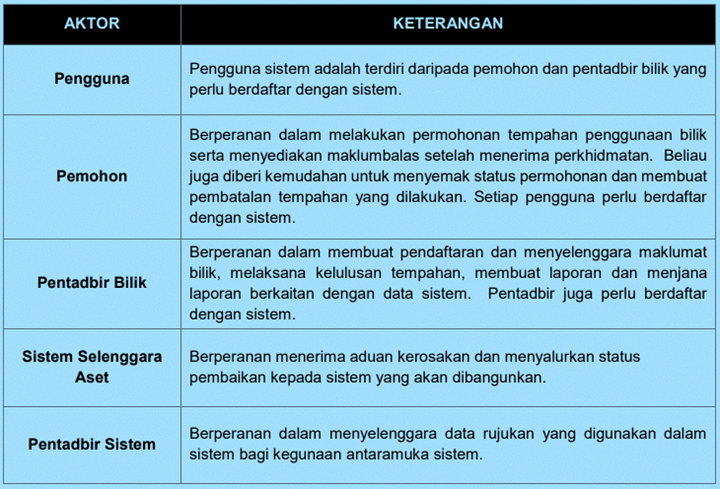 AKTOR
KETERANGAN
Pengguna
Pengguna sistem adalah terdiri daripada pemohon dan pentadbir bilik yang
perlu berdaftar dengan sistem.
Pemohon
Berperanan dalam melakukan permohonan tempahan penggunaan bilik
serta menyediakan maklumbalas setelah menerima perkhidmatan. Beliau
juga diberi kemudahan untuk menyemak status permohonan dan membuat
pembatalan tempahan yang dilakukan. Setiap pengguna perlu berdaftar
dengan sistem.
Pentadbir Bilik
Berperanan dalam membuat pendaftaran dan menyelenggara maklumat
bilik, melaksana kelulusan tempahan, membuat laporan dan menjana
laporan berkaitan dengan data sistem. Pentadbir juga perlu berdaftar
dengan sistem.
Sistem Selenggara
Aset
Berperanan menerima aduan kerosakan dan menyalurkan status
pembaikan kepada sistem yang akan dibangunkan.
Pentadbir Sistem
Berperanan dalam menyelenggara data rujukan yang digunakan dalam
sistem bagi kegunaan antaramuka sistem.